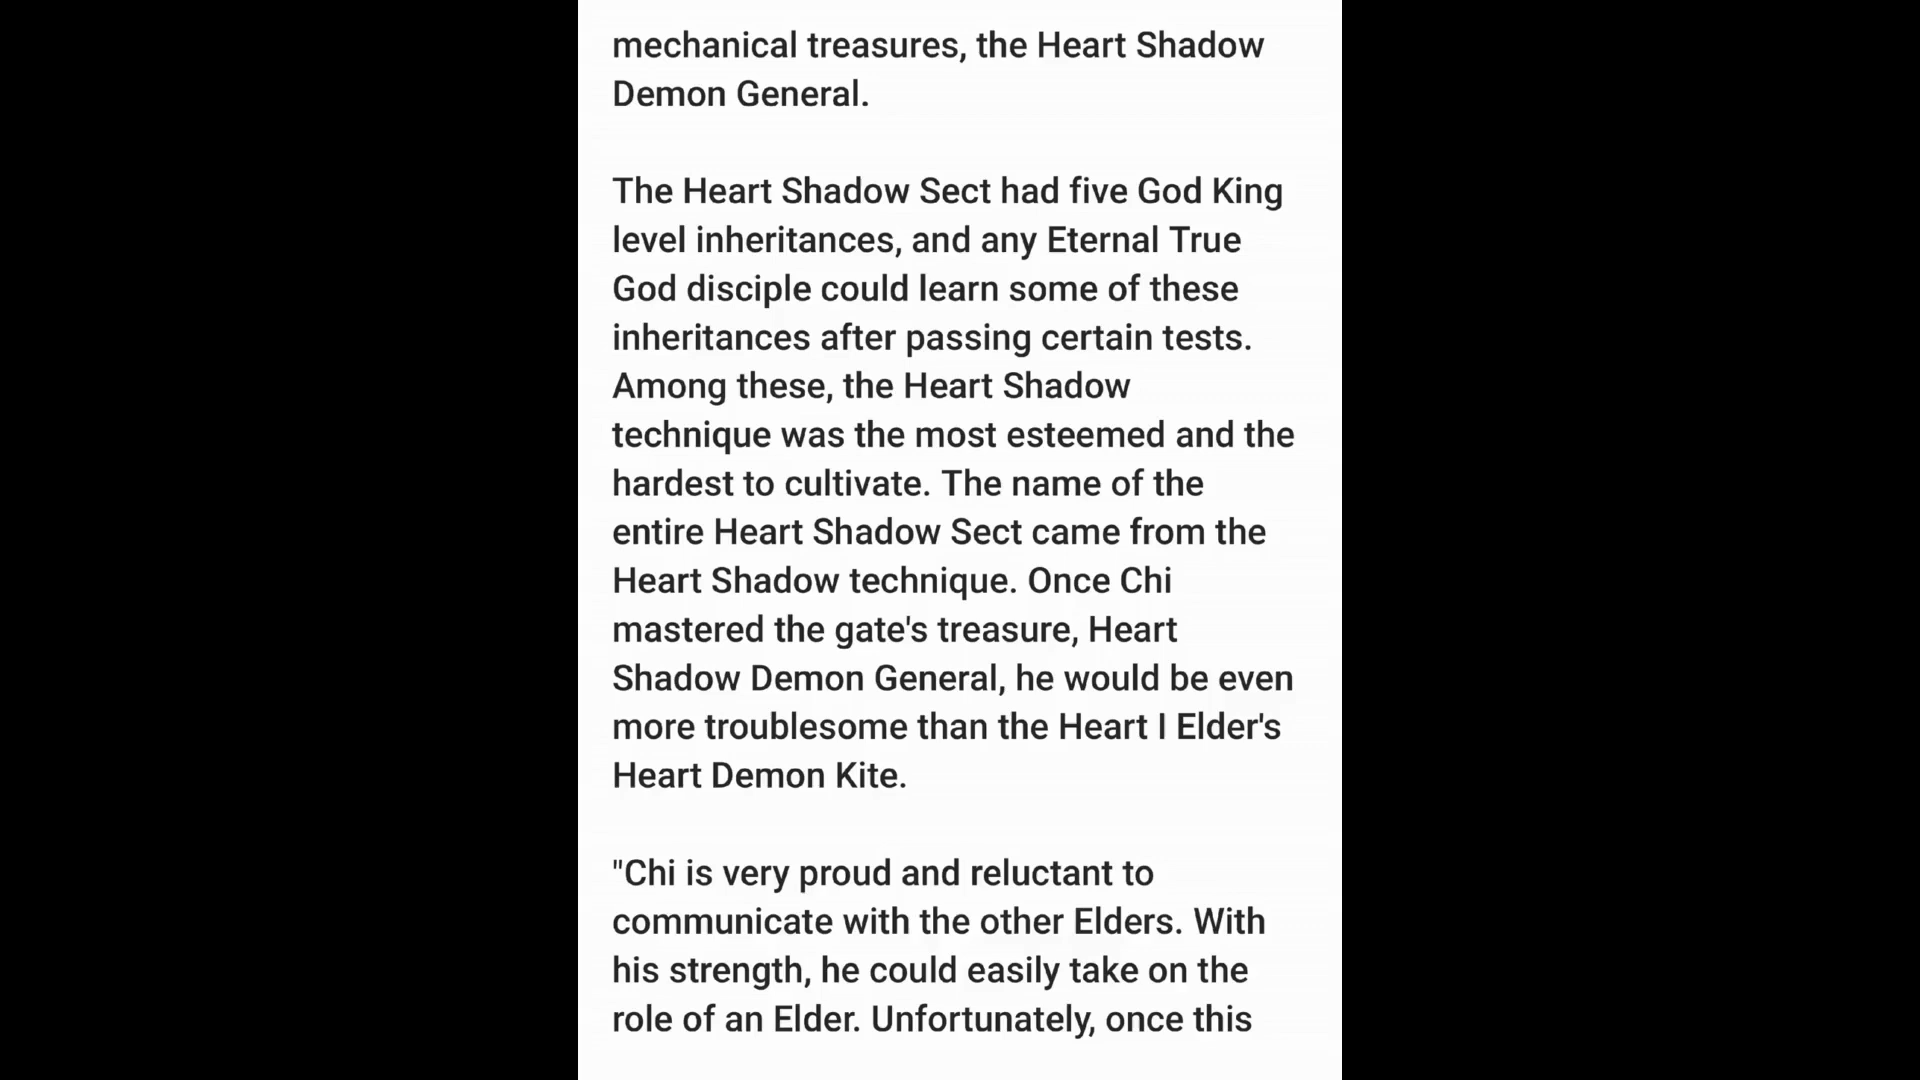 mechanical treasures, the Heart Shadow
Demon General.
The Heart Shadow Sect had five God King
level inheritances, and any Eternal True
God disciple could learn some of these
inheritances after passing certain tests.
Among these, the Heart Shadow
technique was the most esteemed and the
hardest to cultivate. The name of the
entire Heart Shadow Sect came from the
Heart Shadow technique. Once Chi
mastered the gate's treasure, Heart
Shadow Demon General, he would be even
more troublesome than the Heart I Elder's
Heart Demon Kite.
"Chi is very proud and reluctant to
communicate with the other Elders. With
his strength, he could easily take on the
role of an Elder. Unfortunately, once this